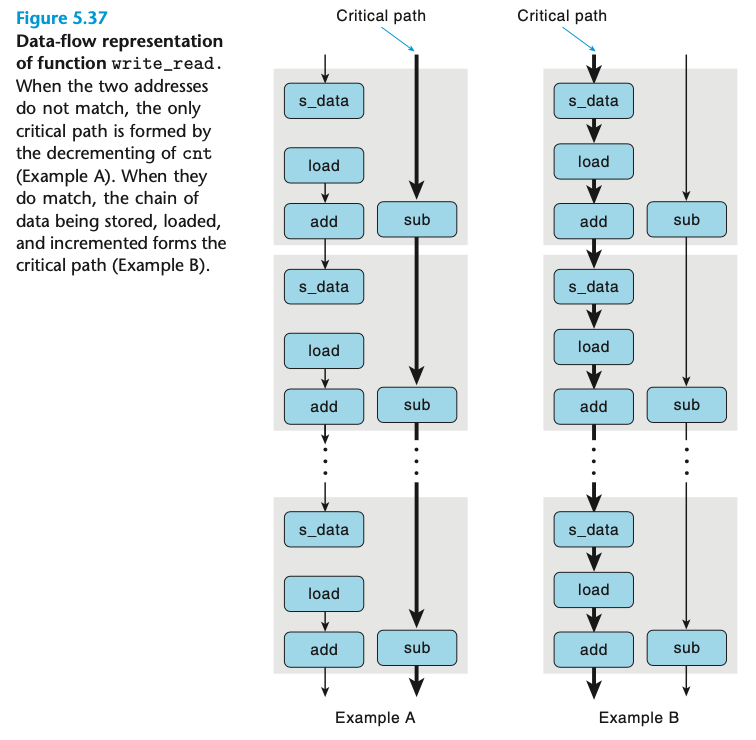 Figure 5.37
Data-flow representation
of function write_read.
When the two addresses
do not match, the only
critical path is formed by
the decrementing of cnt
(Example A). When they
do match, the chain of
data being stored, loaded,
and incremented forms the
critical path (Example B).
Critical path
s_data
load
add
sub
s_data
load
add
sub
s_data
load
add
sub
Example A
Critical path
s_data
load
add
sub
s_data
load
add
sub
s_data
load
add
sub
Example B